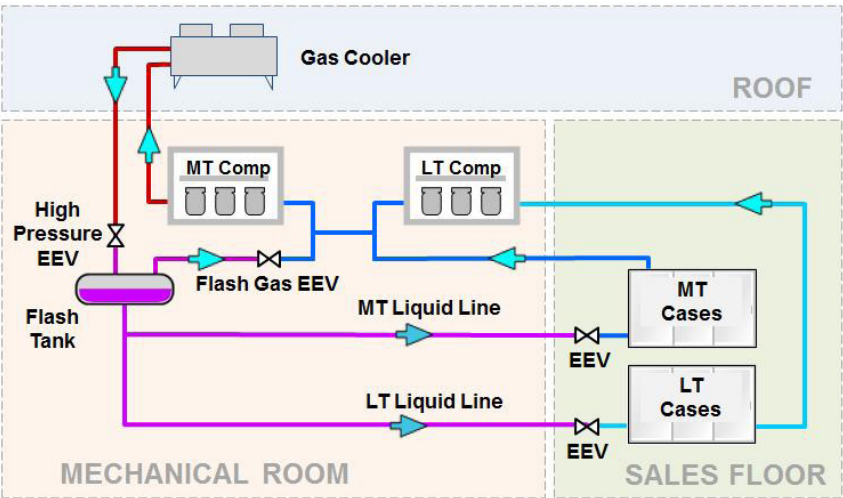 Gas Cooler
ROOF
MT Comp
LT Comp
High
Pressure
EEV
Flash Gas EEV
Flash
Tank
MT Liquid Line
MT
Cases
EEV
LT Liquid Line
LT
Cases
EEV
MECHANICAL ROOM
SALES FLOOR